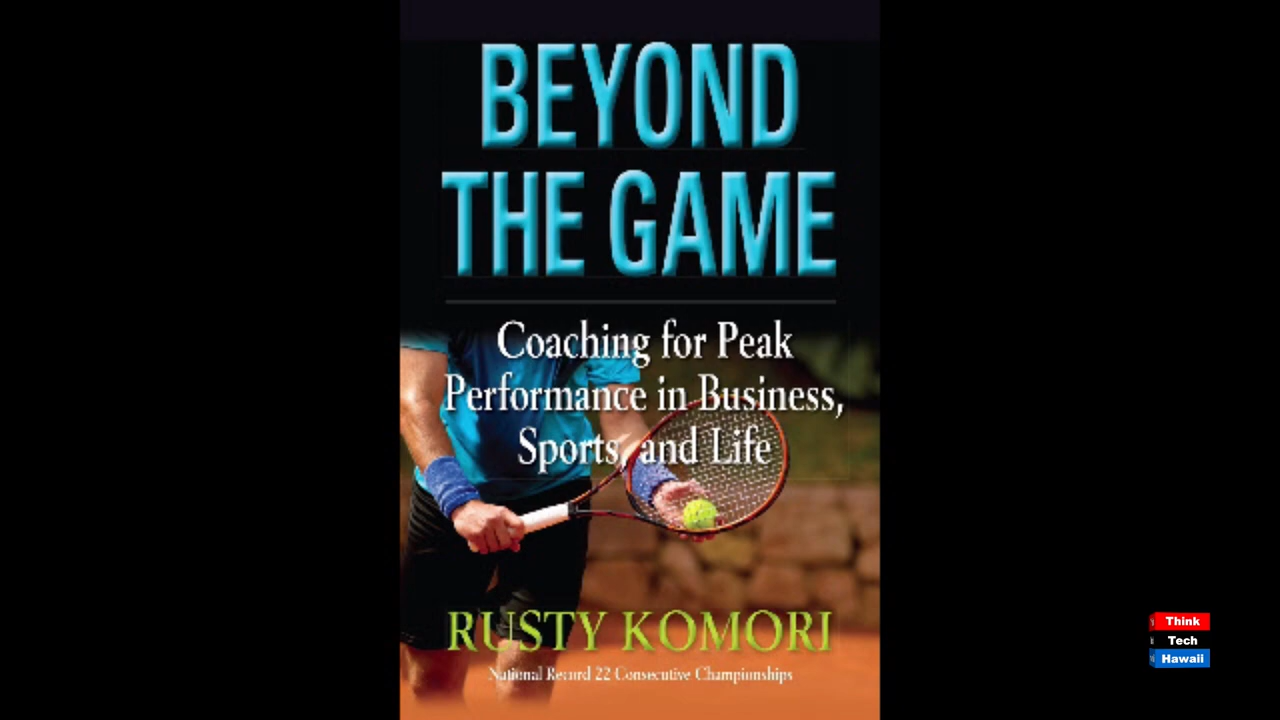 BEYOND
THE GAME
Coaching for Peak
Performance in Business,
Sports, and Life
RUSTY KOMORI
National Record 22 Consecutive Championships
Think
Tech
Hawaii